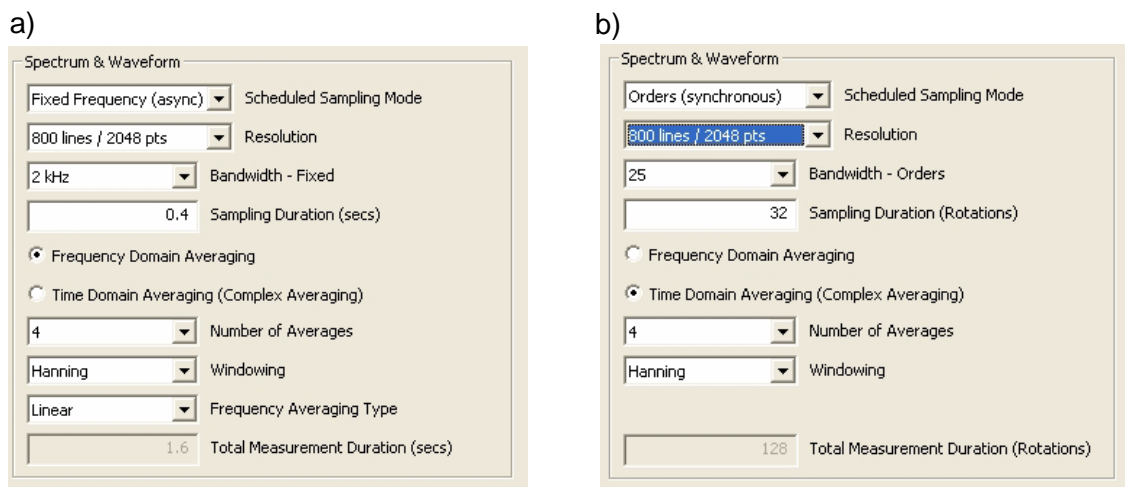 a)
Spectrum & Waveform
Fixed Frequency (async) Scheduled Sampling Mode
800 lines / 2048 pts Resolution
2 kHz Bandwidth - Fixed
0.4 Sampling Duration (secs)
Frequency Domain Averaging
Time Domain Averaging (Complex Averaging)
4 Number of Averages
Hanning Windowing
Linear Frequency Averaging Type
1.6 Total Measurement Duration (secs)
b)
Spectrum & Waveform
Orders (synchronous) Scheduled Sampling Mode
800 lines / 2048 pts Resolution
25 Bandwidth - Orders
32 Sampling Duration (Rotations)
Frequency Domain Averaging
Time Domain Averaging (Complex Averaging)
4 Number of Averages
Hanning Windowing
128 Total Measurement Duration (Rotations)